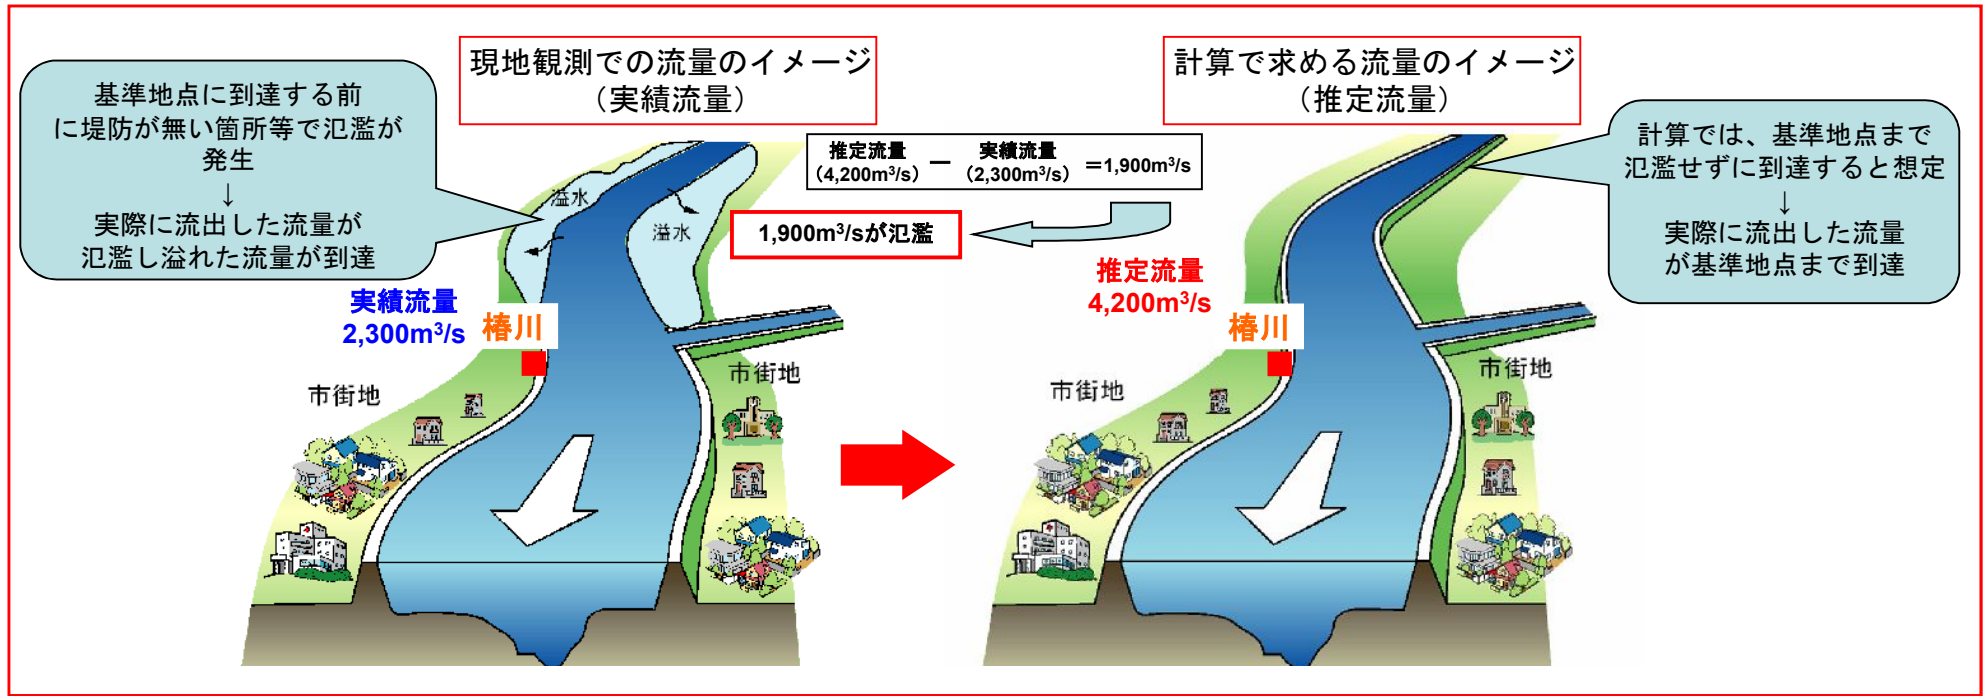 現地観測での流量のイメージ
（実績流量）
基準地点に到達する前
に堤防が無い箇所等で氾濫が
発生
↓
実際に流出した流量が
氾濫し溢れた流量が到達
溢水
溢水
実績流量
2,300m³/s
椿川
市街地
市街地
推定流量 ー 実績流量 ＝1,900m³/s
（4,200m³/s） （2,300m³/s）
1,900m³/sが氾濫
計算で求める流量のイメージ
（推定流量）
計算では、基準地点まで
氾濫せずに到達すると想定
↓
実際に流出した流量
が基準地点まで到達
推定流量
4,200m³/s
椿川
市街地
市街地